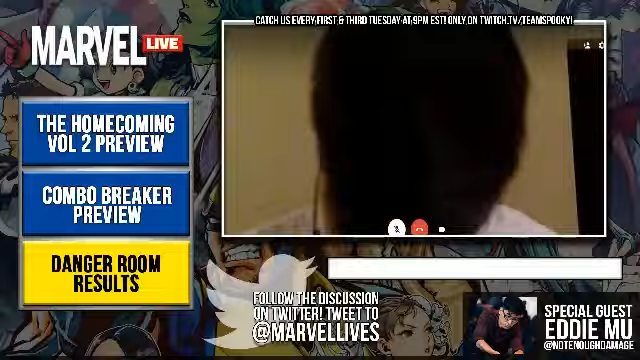 CATCH US EVERY FIRST & THIRD TUESDAY AT 9PM EST! ONLY ON TWITCH.TV/TEAMSPOOKY!
MARVEL LIVE
THE HOMECOMING
VOL 2 PREVIEW
COMBO BREAKER
PREVIEW
DANGER ROOM
RESULTS
FOLLOW THE DISCUSSION
ON TWITTER! TWEET TO
@MARVELLIVES
SPECIAL GUEST
EDDIE MU
@NOTENOUGHDAMAGE